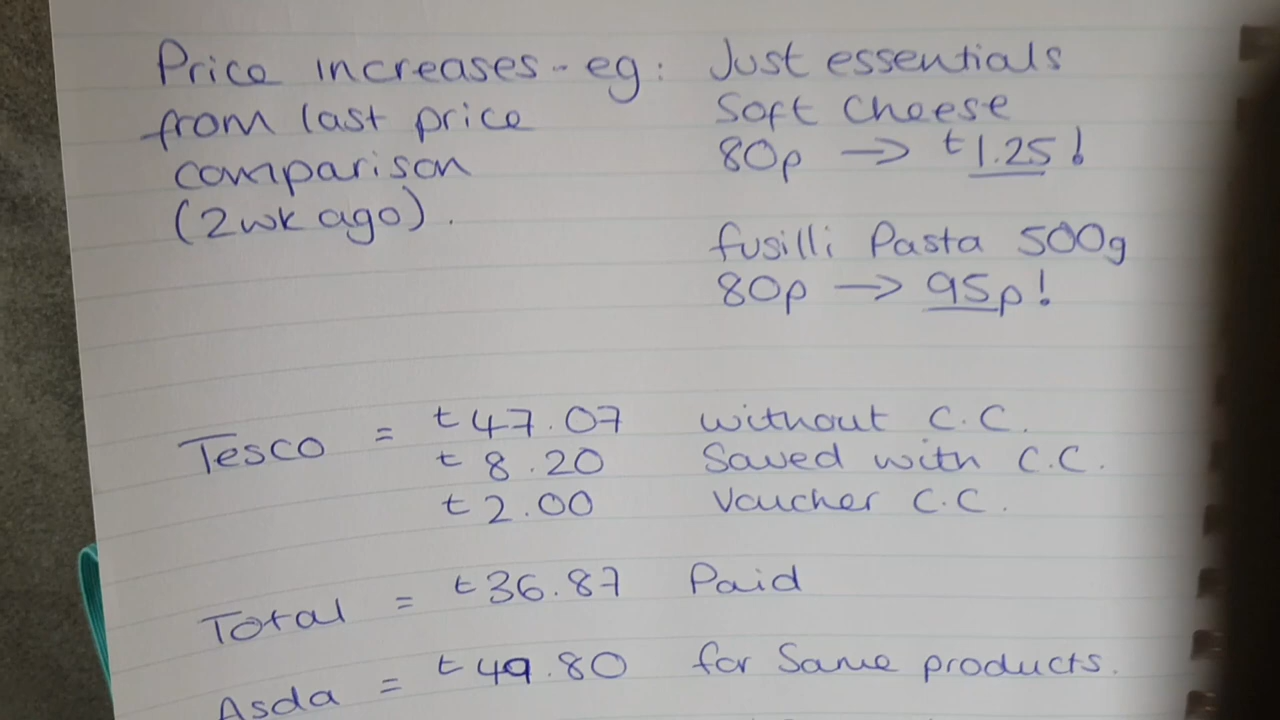 Price increases - eg: Just essentials
from last price Soft Cheese
comparison 80p → £1.25!
(2wk ago).
fusilli Pasta 500g
80p → 95p!
Tesco = £47.07 without C.C.
£8.20 Saved with C.C.
£2.00 Voucher C.C.
Total = £36.87 Paid
Asda = £49.80 for Same products.